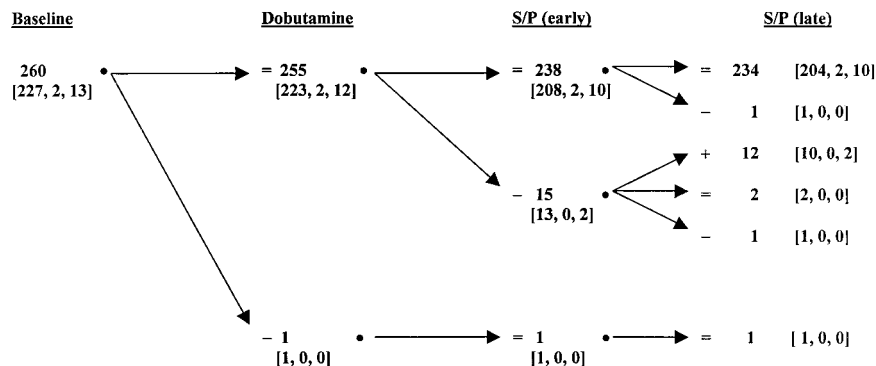 Baseline Dobutamine S/P (early) S/P (late)
260 = 255 = 238 = 234 [204, 2, 10]
[227, 2, 13] [223, 2, 12] [208, 2, 10]
− 1 [1, 0, 0]
+ 12 [10, 0, 2]
− 15 = 2 [2, 0, 0]
[13, 0, 2]
− 1 [1, 0, 0]
− 1 = 1 = 1 [ 1, 0, 0]
[1, 0, 0] [1, 0, 0]